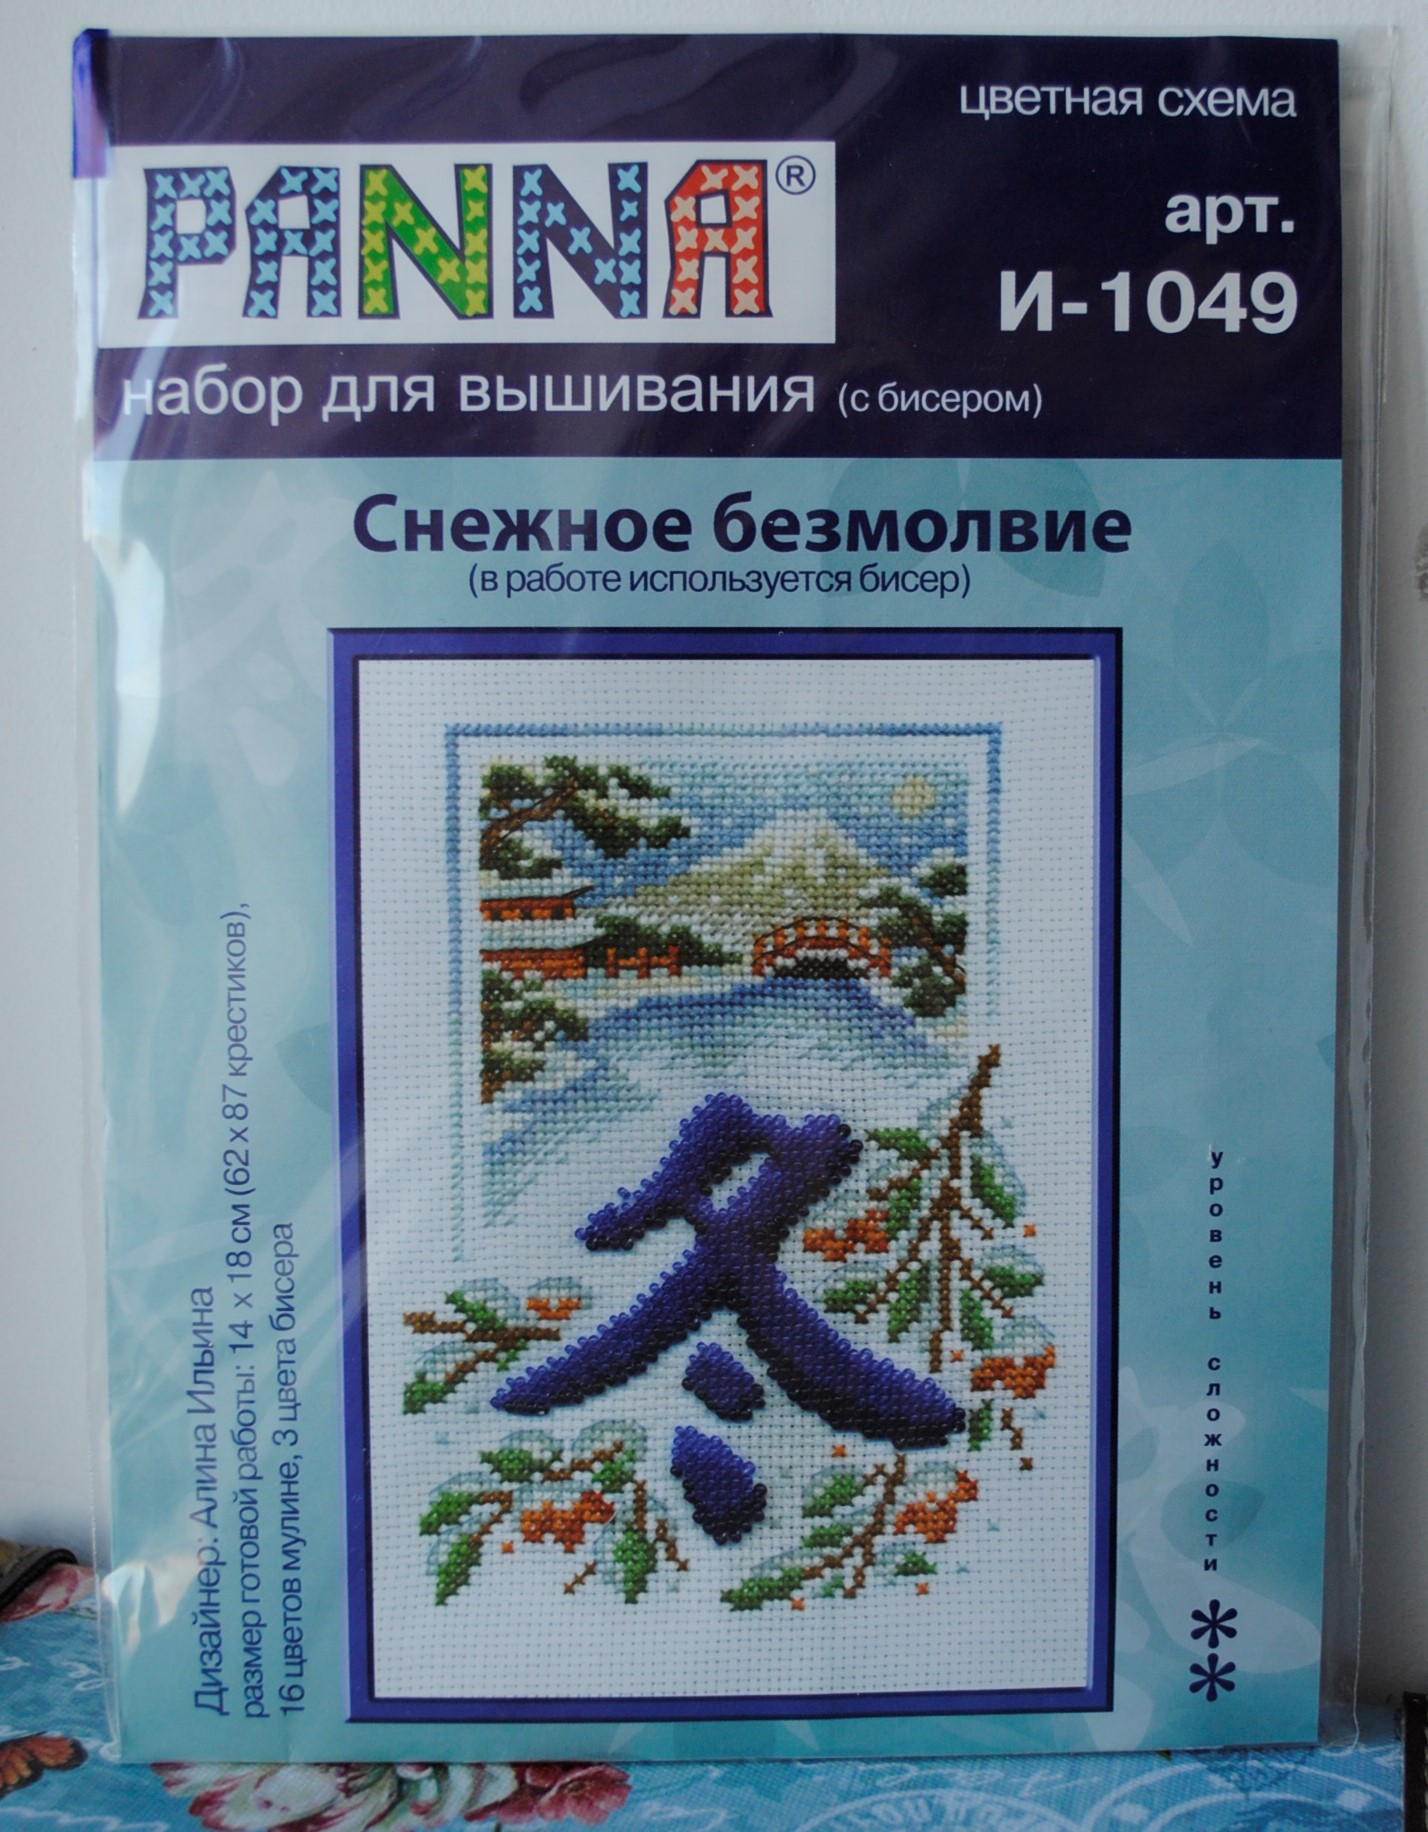 цветная схема
PANNA®
арт.
И-1049
набор для вышивания (с бисером)
Снежное безмолвие
(в работе используется бисер)
冬
Дизайнер: Алина Ильина
размер готовой работы: 14 x 18 см (62 x 87 крестиков),
16 цветов мулине, 3 цвета бисера
уровень сложности
**